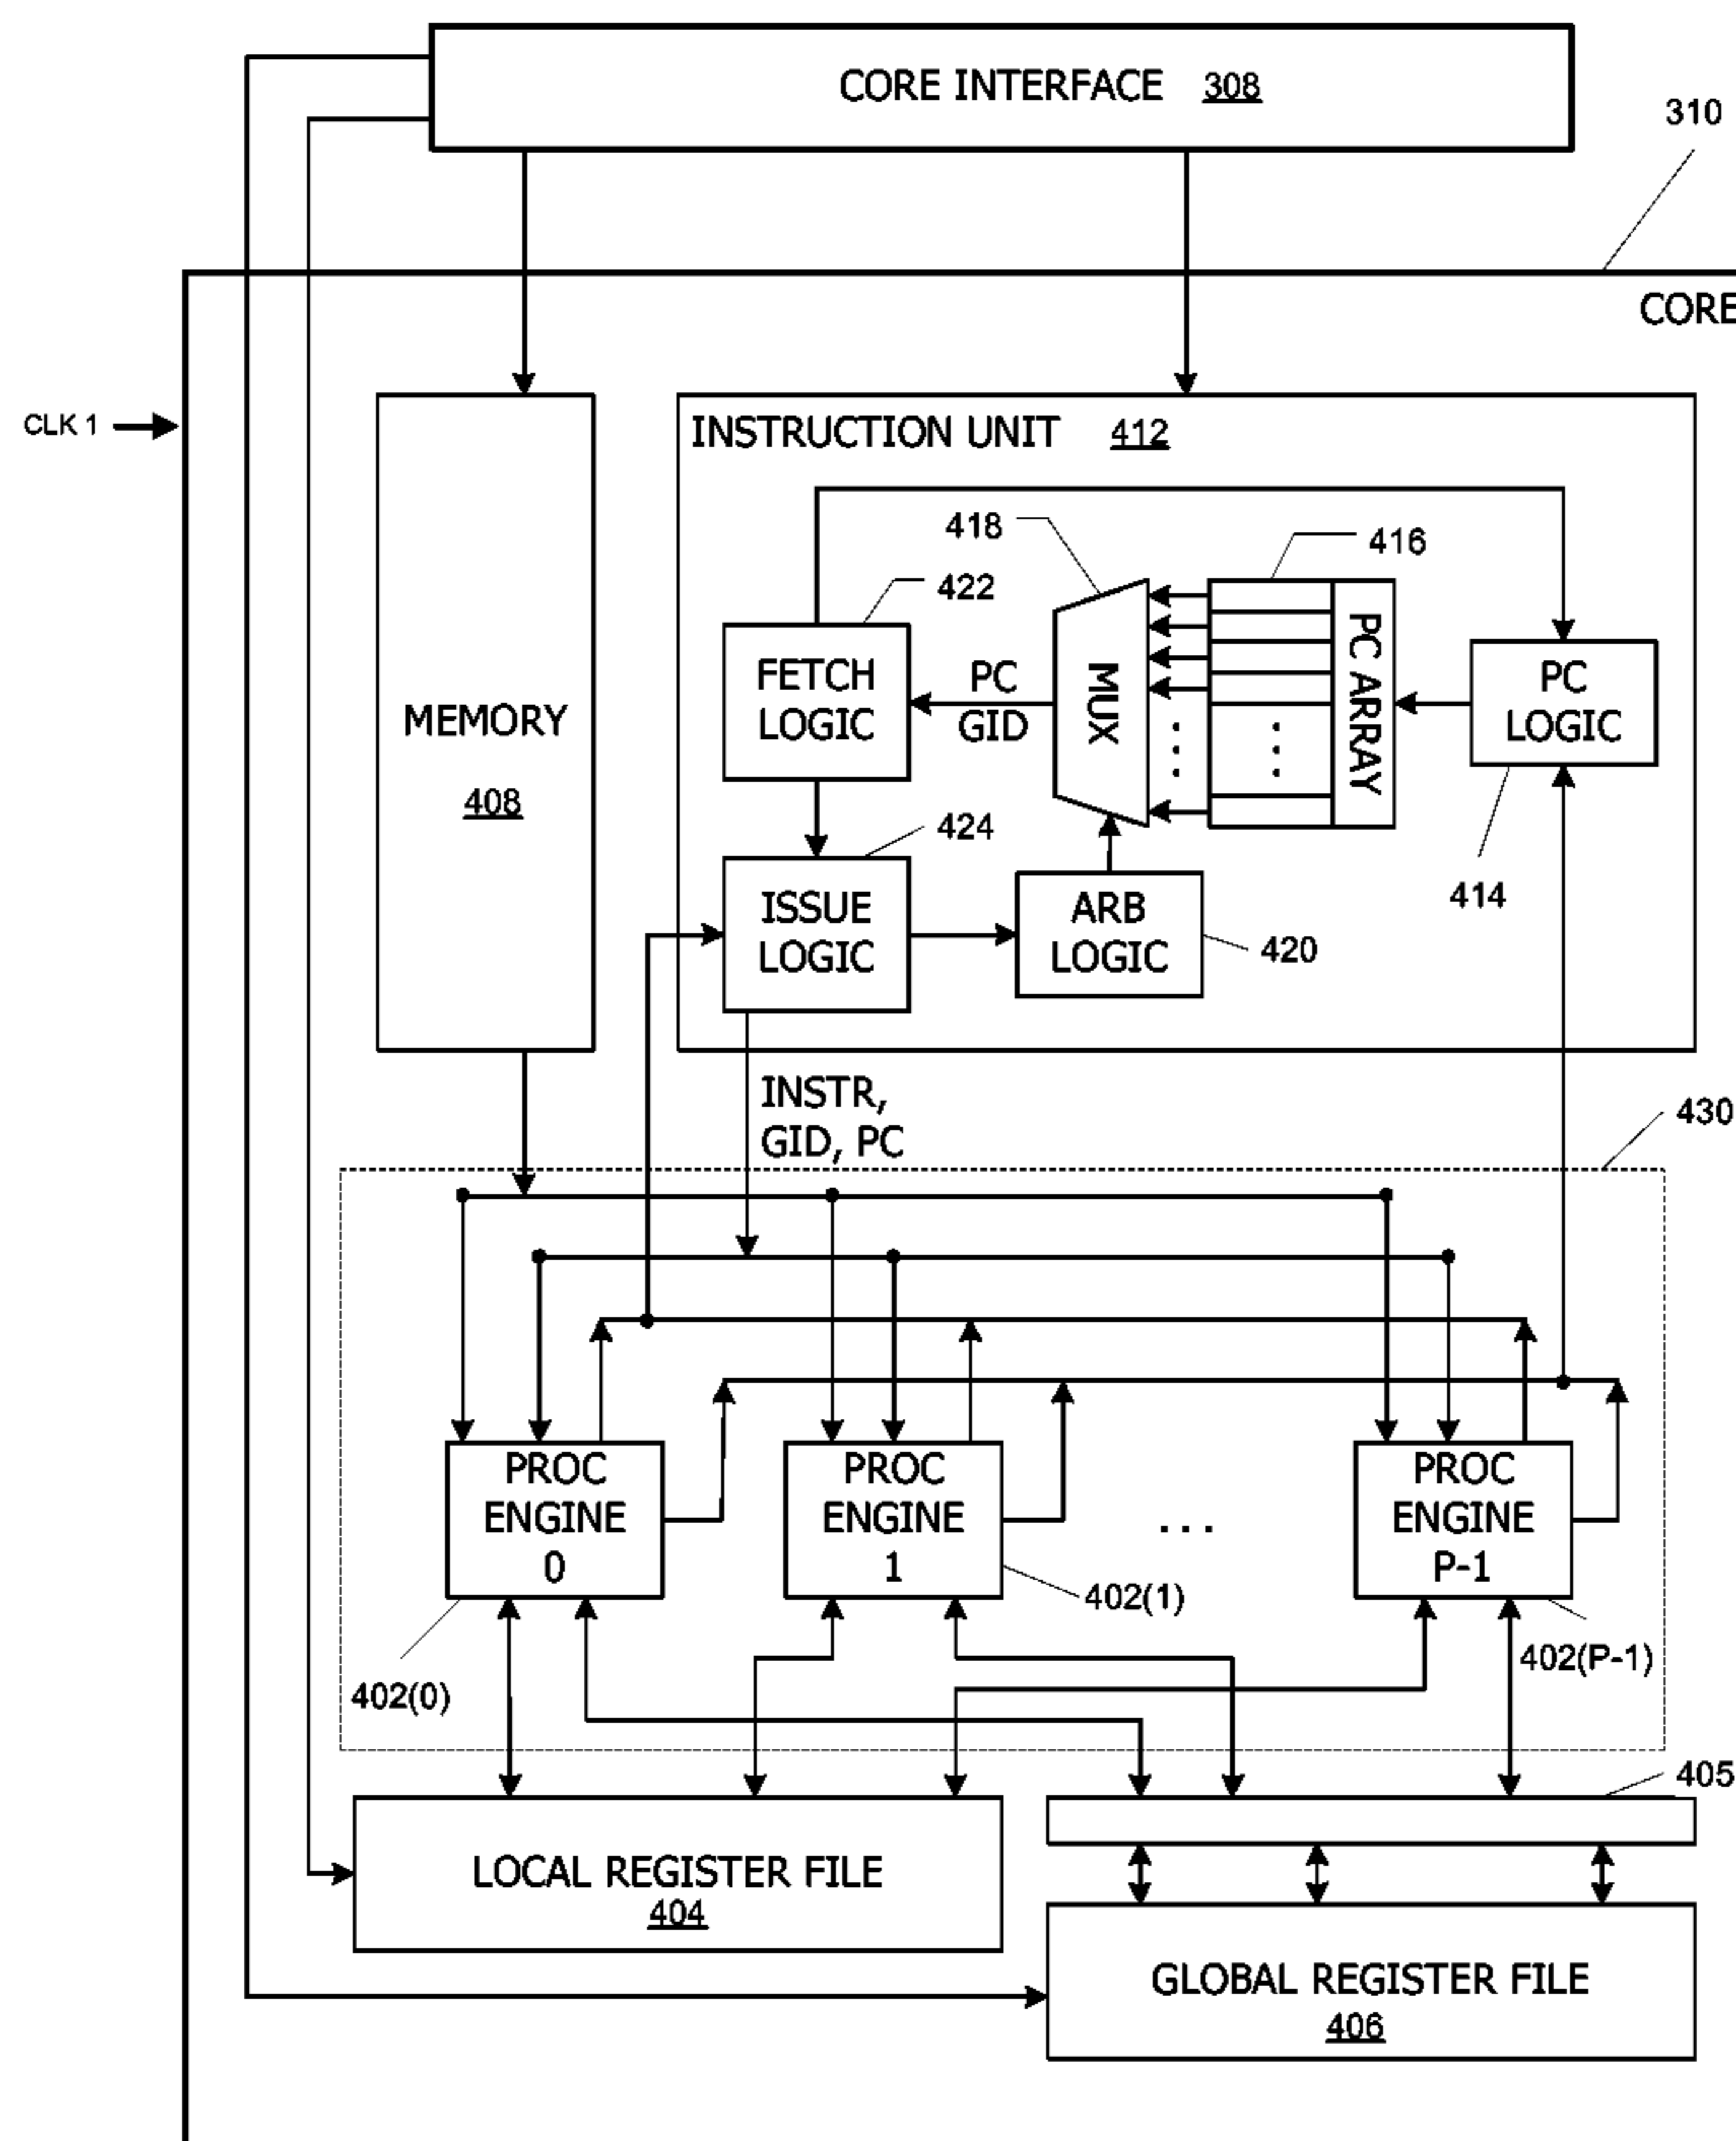 CORE INTERFACE 308
310
CORE
CLK 1
INSTRUCTION UNIT 412
418
416
422
FETCH
LOGIC
PC
GID
MUX
PC ARRAY
PC
LOGIC
MEMORY
408
424
414
ISSUE
LOGIC
ARB
LOGIC
420
INSTR,
GID, PC
430
PROC
ENGINE
0
PROC
ENGINE
1
...
PROC
ENGINE
P-1
402(0)
402(1)
402(P-1)
405
LOCAL REGISTER FILE
404
GLOBAL REGISTER FILE
406